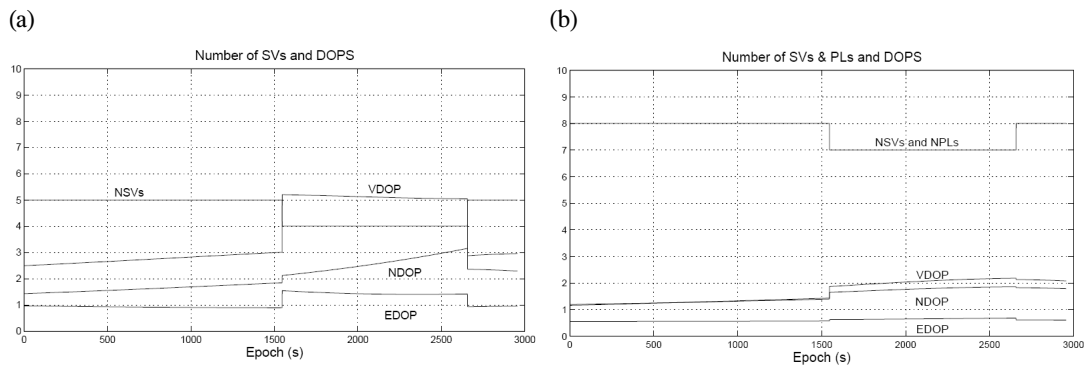 (a)
Number of SVs and DOPS
10
9
8
7
6
5
4
3
2
1
0
NSVs
VDOP
NDOP
EDOP
0 500 1000 1500 2000 2500 3000
Epoch (s)
(b)
Number of SVs & PLs and DOPS
10
9
8
7
6
5
4
3
2
1
0
NSVs and NPLs
VDOP
NDOP
EDOP
0 500 1000 1500 2000 2500 3000
Epoch (s)